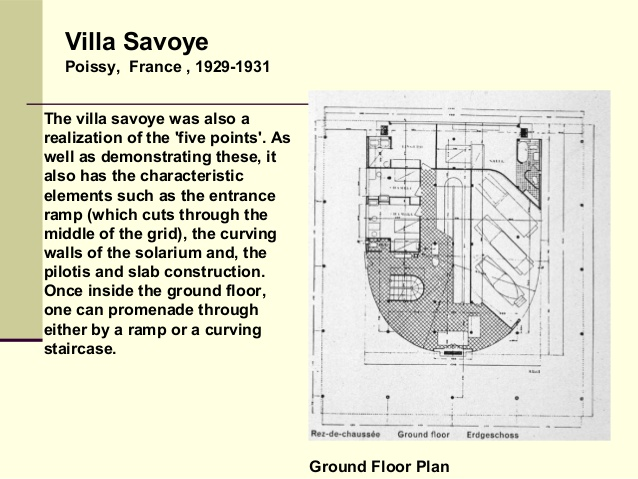 Villa Savoye
Poissy,  France , 1929-1931
The villa savoye was also a
realization of the 'five points'. As
well as demonstrating these, it
also has the characteristic
elements such as the entrance
ramp (which cuts through the
middle of the grid), the curving
walls of the solarium and, the
pilotis and slab construction.
Once inside the ground floor,
one can promenade through
either by a ramp or a curving
staircase.
Rez-de-chaussée Ground floor Erdgeschoss
Ground Floor Plan